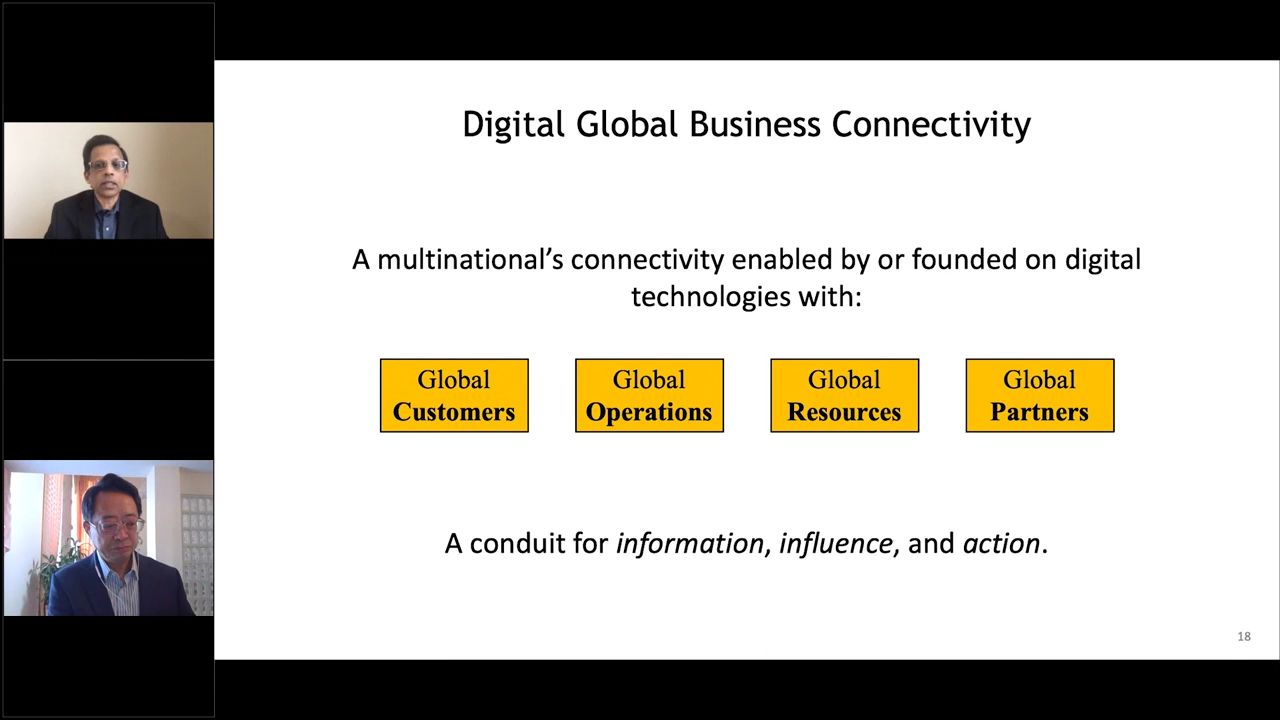 Digital Global Business Connectivity
A multinational’s connectivity enabled by or founded on digital
technologies with:
Global
Customers
Global
Operations
Global
Resources
Global
Partners
A conduit for information, influence, and action.
18